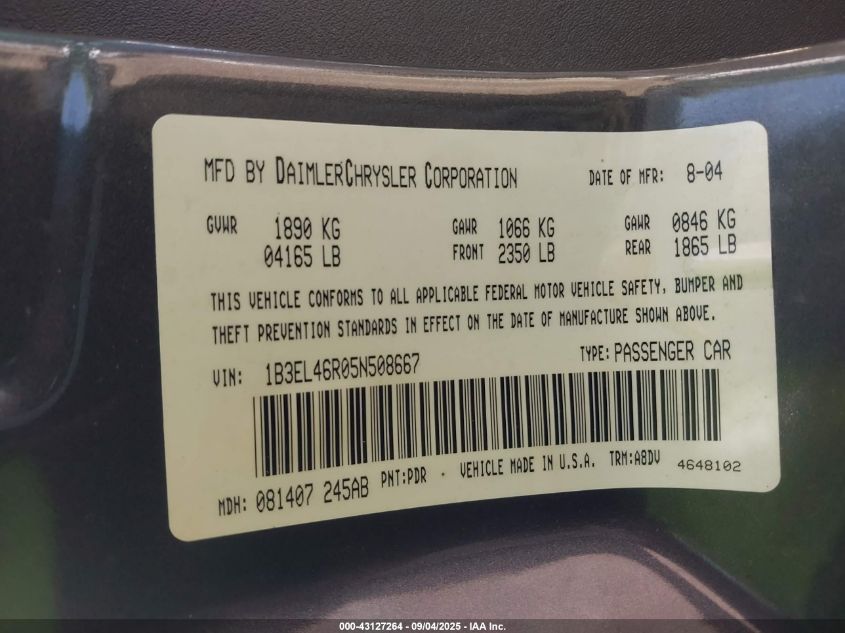 MFD BY DAIMLERCHRYSLER CORPORATION DATE OF MFR: 8-04
GVWR 1890 KG GAWR 1066 KG GAWR 0846 KG
04165 LB FRONT 2350 LB REAR 1865 LB
THIS VEHICLE CONFORMS TO ALL APPLICABLE FEDERAL MOTOR VEHICLE SAFETY, BUMPER AND
THEFT PREVENTION STANDARDS IN EFFECT ON THE DATE OF MANUFACTURE SHOWN ABOVE.
VIN: 1B3EL46R05N508667 TYPE: PASSENGER CAR
MDH: 081407 245AB PNT:PDR · VEHICLE MADE IN U.S.A. TRM:A8DV 4648102
000-43127264 - 09/04/2025 - IAA Inc.